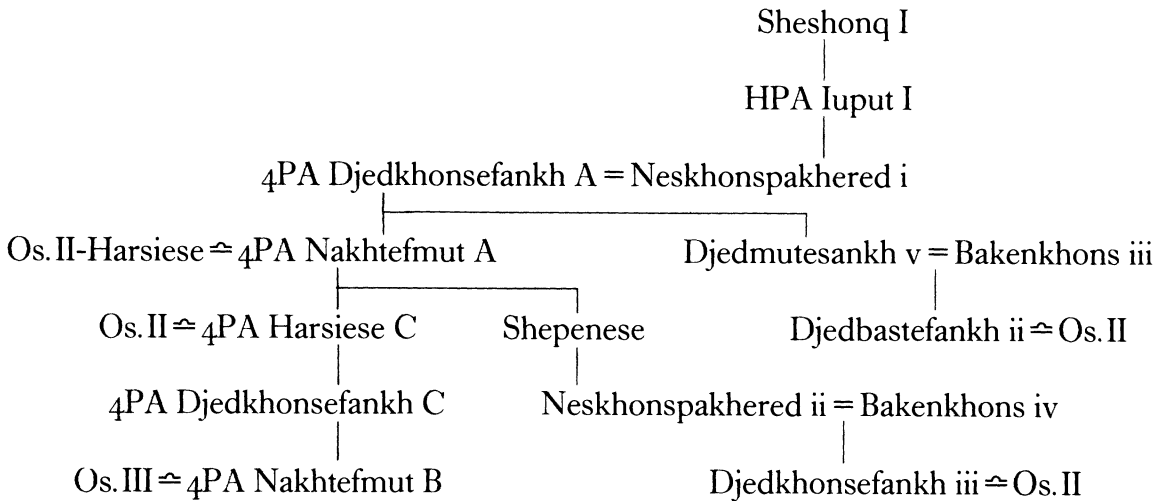 Sheshonq I
HPA Iuput I
4PA Djedkhonsefankh A = Neskhonspakhered i
Os. II-Harsiese ≏ 4PA Nakhtefmut A Djedmutesankh v = Bakenkhons iii
Os. II ≏ 4PA Harsiese C Shepenese Djedbastefankh ii ≏ Os. II
4PA Djedkhonsefankh C Neskhonspakhered ii = Bakenkhons iv
Os. III ≏ 4PA Nakhtefmut B Djedkhonsefankh iii ≏ Os. II